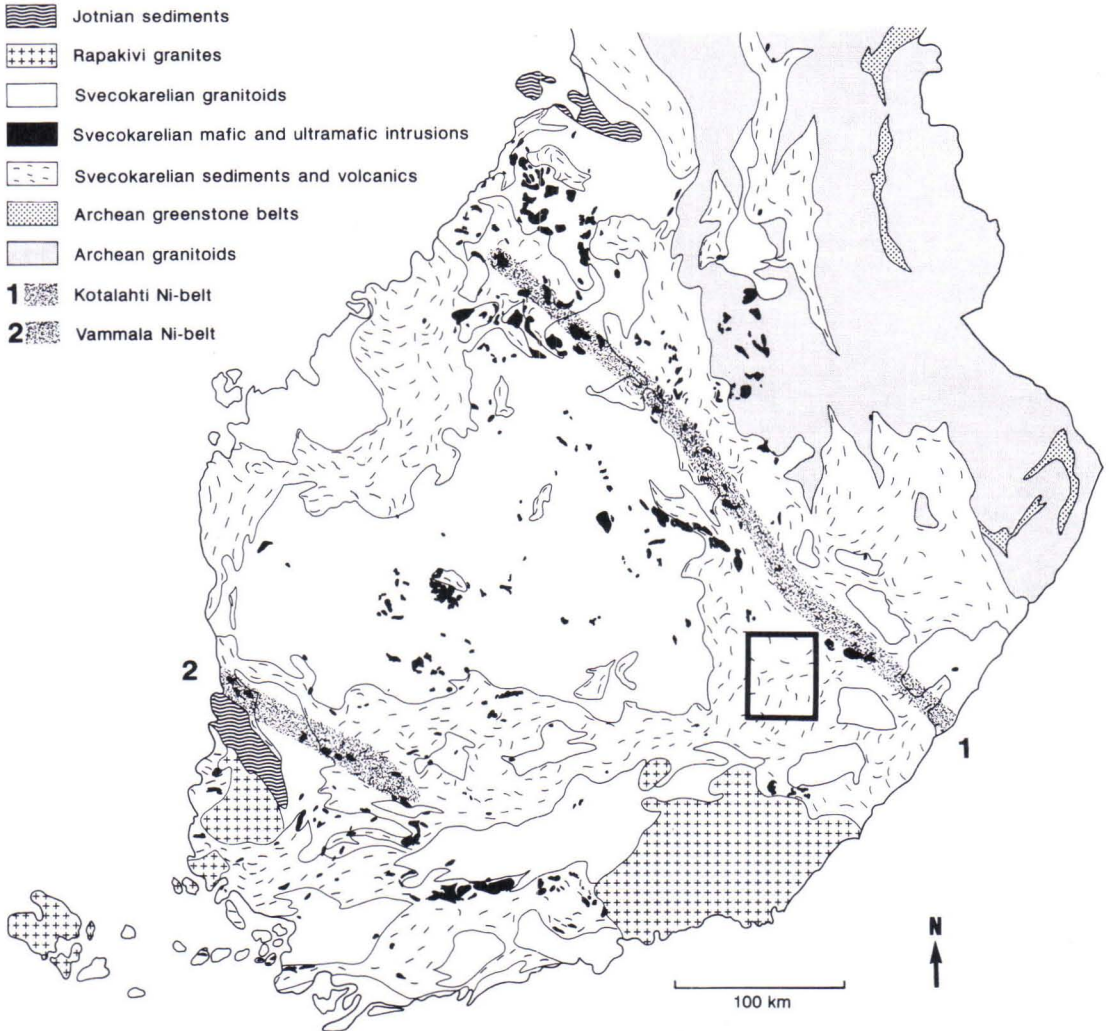 Jotnian sediments
Rapakivi granites
Svecokarelian granitoids
Svecokarelian mafic and ultramafic intrusions
Svecokarelian sediments and volcanics
Archean greenstone belts
Archean granitoids
1 Kotalahti Ni-belt
2 Vammala Ni-belt
2
1
N
100 km